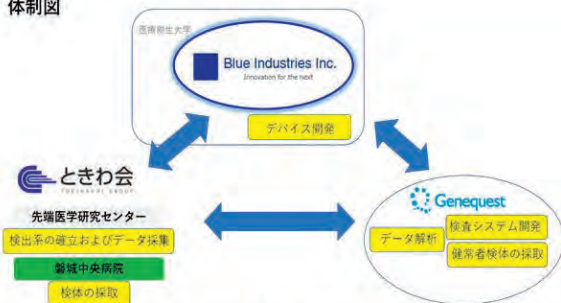 体制図
医療創生大学
Blue Industries Inc.
Innovation for the next
デバイス開発
ときわ会
TOKIWAKAI GROUP
先端医学研究センター
検出系の確立およびデータ採集
磐城中央病院
検体の採取
Genequest
データ解析
検査システム開発
健常者検体の採取